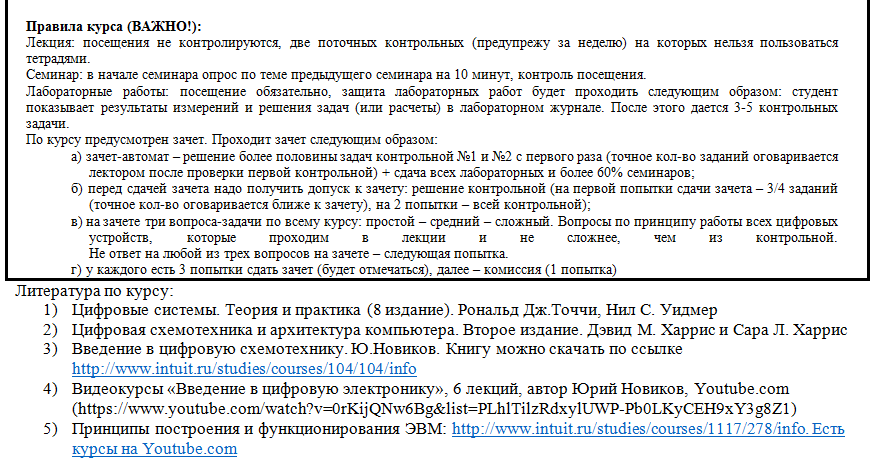 Правила курса (ВАЖНО!):
Лекция: посещения не контролируются, две поточных контрольных (предупрежу за неделю) на которых нельзя пользоваться
тетрадями.
Семинар: в начале семинара опрос по теме предыдущего семинара на 10 минут, контроль посещения.
Лабораторные работы: посещение обязательно, защита лабораторных работ будет проходить следующим образом: студент
показывает результаты измерений и решения задач (или расчеты) в лабораторном журнале. После этого дается 3-5 контрольных
задачи.
По курсу предусмотрен зачет. Проходит зачет следующим образом:
а) зачет-автомат – решение более половины задач контрольной №1 и №2 с первого раза (точное кол-во заданий оговаривается
лектором после проверки первой контрольной) + сдача всех лабораторных и более 60% семинаров;
б) перед сдачей зачета надо получить допуск к зачету: решение контрольной (на первой попытки сдачи зачета – 3/4 заданий
(точное кол-во оговаривается ближе к зачету), на 2 попытки – всей контрольной);
в) на зачете три вопроса-задачи по всему курсу: простой – средний – сложный. Вопросы по принципу работы всех цифровых
устройств, которые проходим в лекции и не сложнее, чем из контрольной.
Не ответ на любой из трех вопросов на зачете – следующая попытка.
г) у каждого есть 3 попытки сдать зачет (будет отмечаться), далее – комиссия (1 попытка)
Литература по курсу:
1) Цифровые системы. Теория и практика (8 издание). Рональд Дж.Точчи, Нил С. Уидмер
2) Цифровая схемотехника и архитектура компьютера. Второе издание. Дэвид М. Харрис и Сара Л. Харрис
3) Введение в цифровую схемотехнику. Ю.Новиков. Книгу можно скачать по ссылке
http://www.intuit.ru/studies/courses/104/104/info
4) Видеокурсы «Введение в цифровую электронику», 6 лекций, автор Юрий Новиков, Youtube.com
(https://www.youtube.com/watch?v=0rKijQNw6Bg&list=PLhlTilzRdxylUWP-Pb0LKyCEH9xY3g8Z1)
5) Принципы построения и функционирования ЭВМ: http://www.intuit.ru/studies/courses/1117/278/info. Есть
курсы на Youtube.com